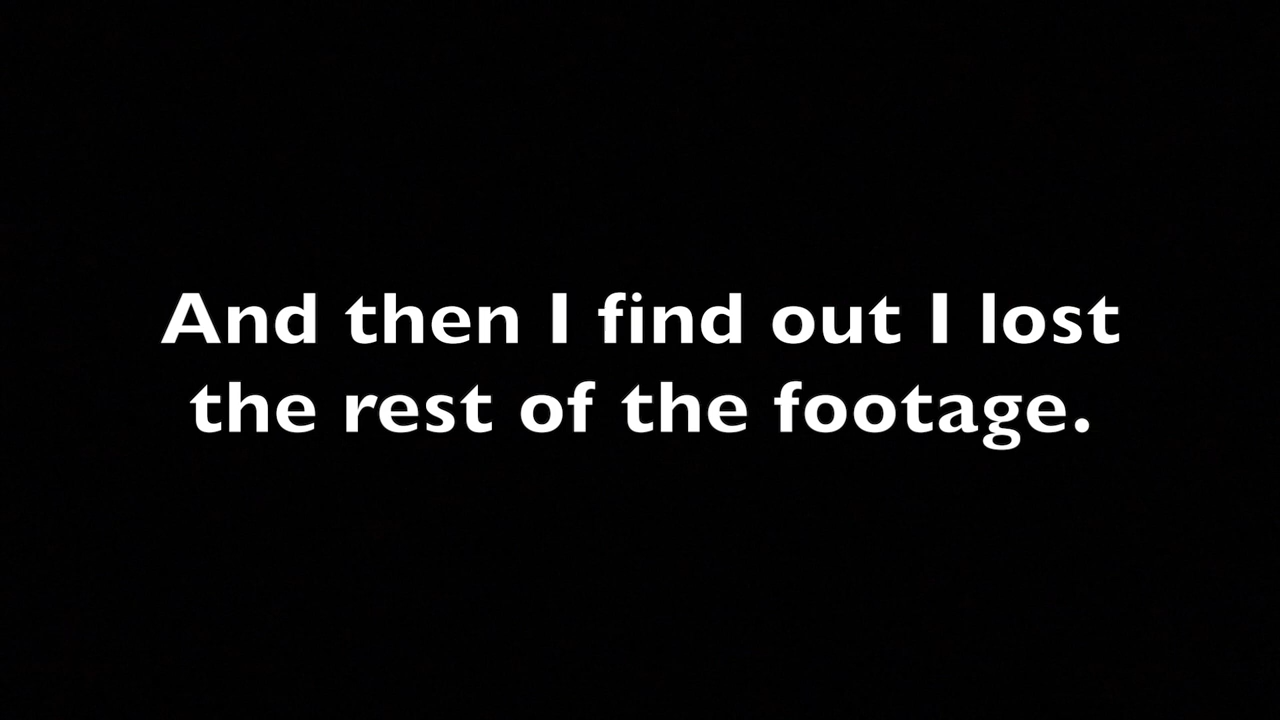 And then I find out I lost
the rest of the footage.